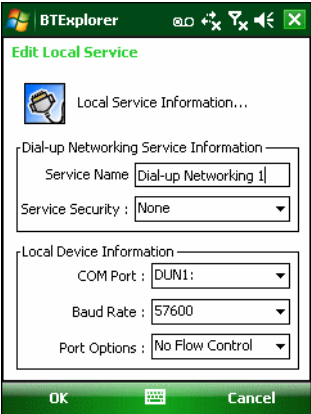 BTExplorer
Edit Local Service
Local Service Information...
Dial-up Networking Service Information
Service Name Dial-up Networking 1
Service Security : None
Local Device Information
COM Port : DUN1:
Baud Rate : 57600
Port Options : No Flow Control
OK Cancel